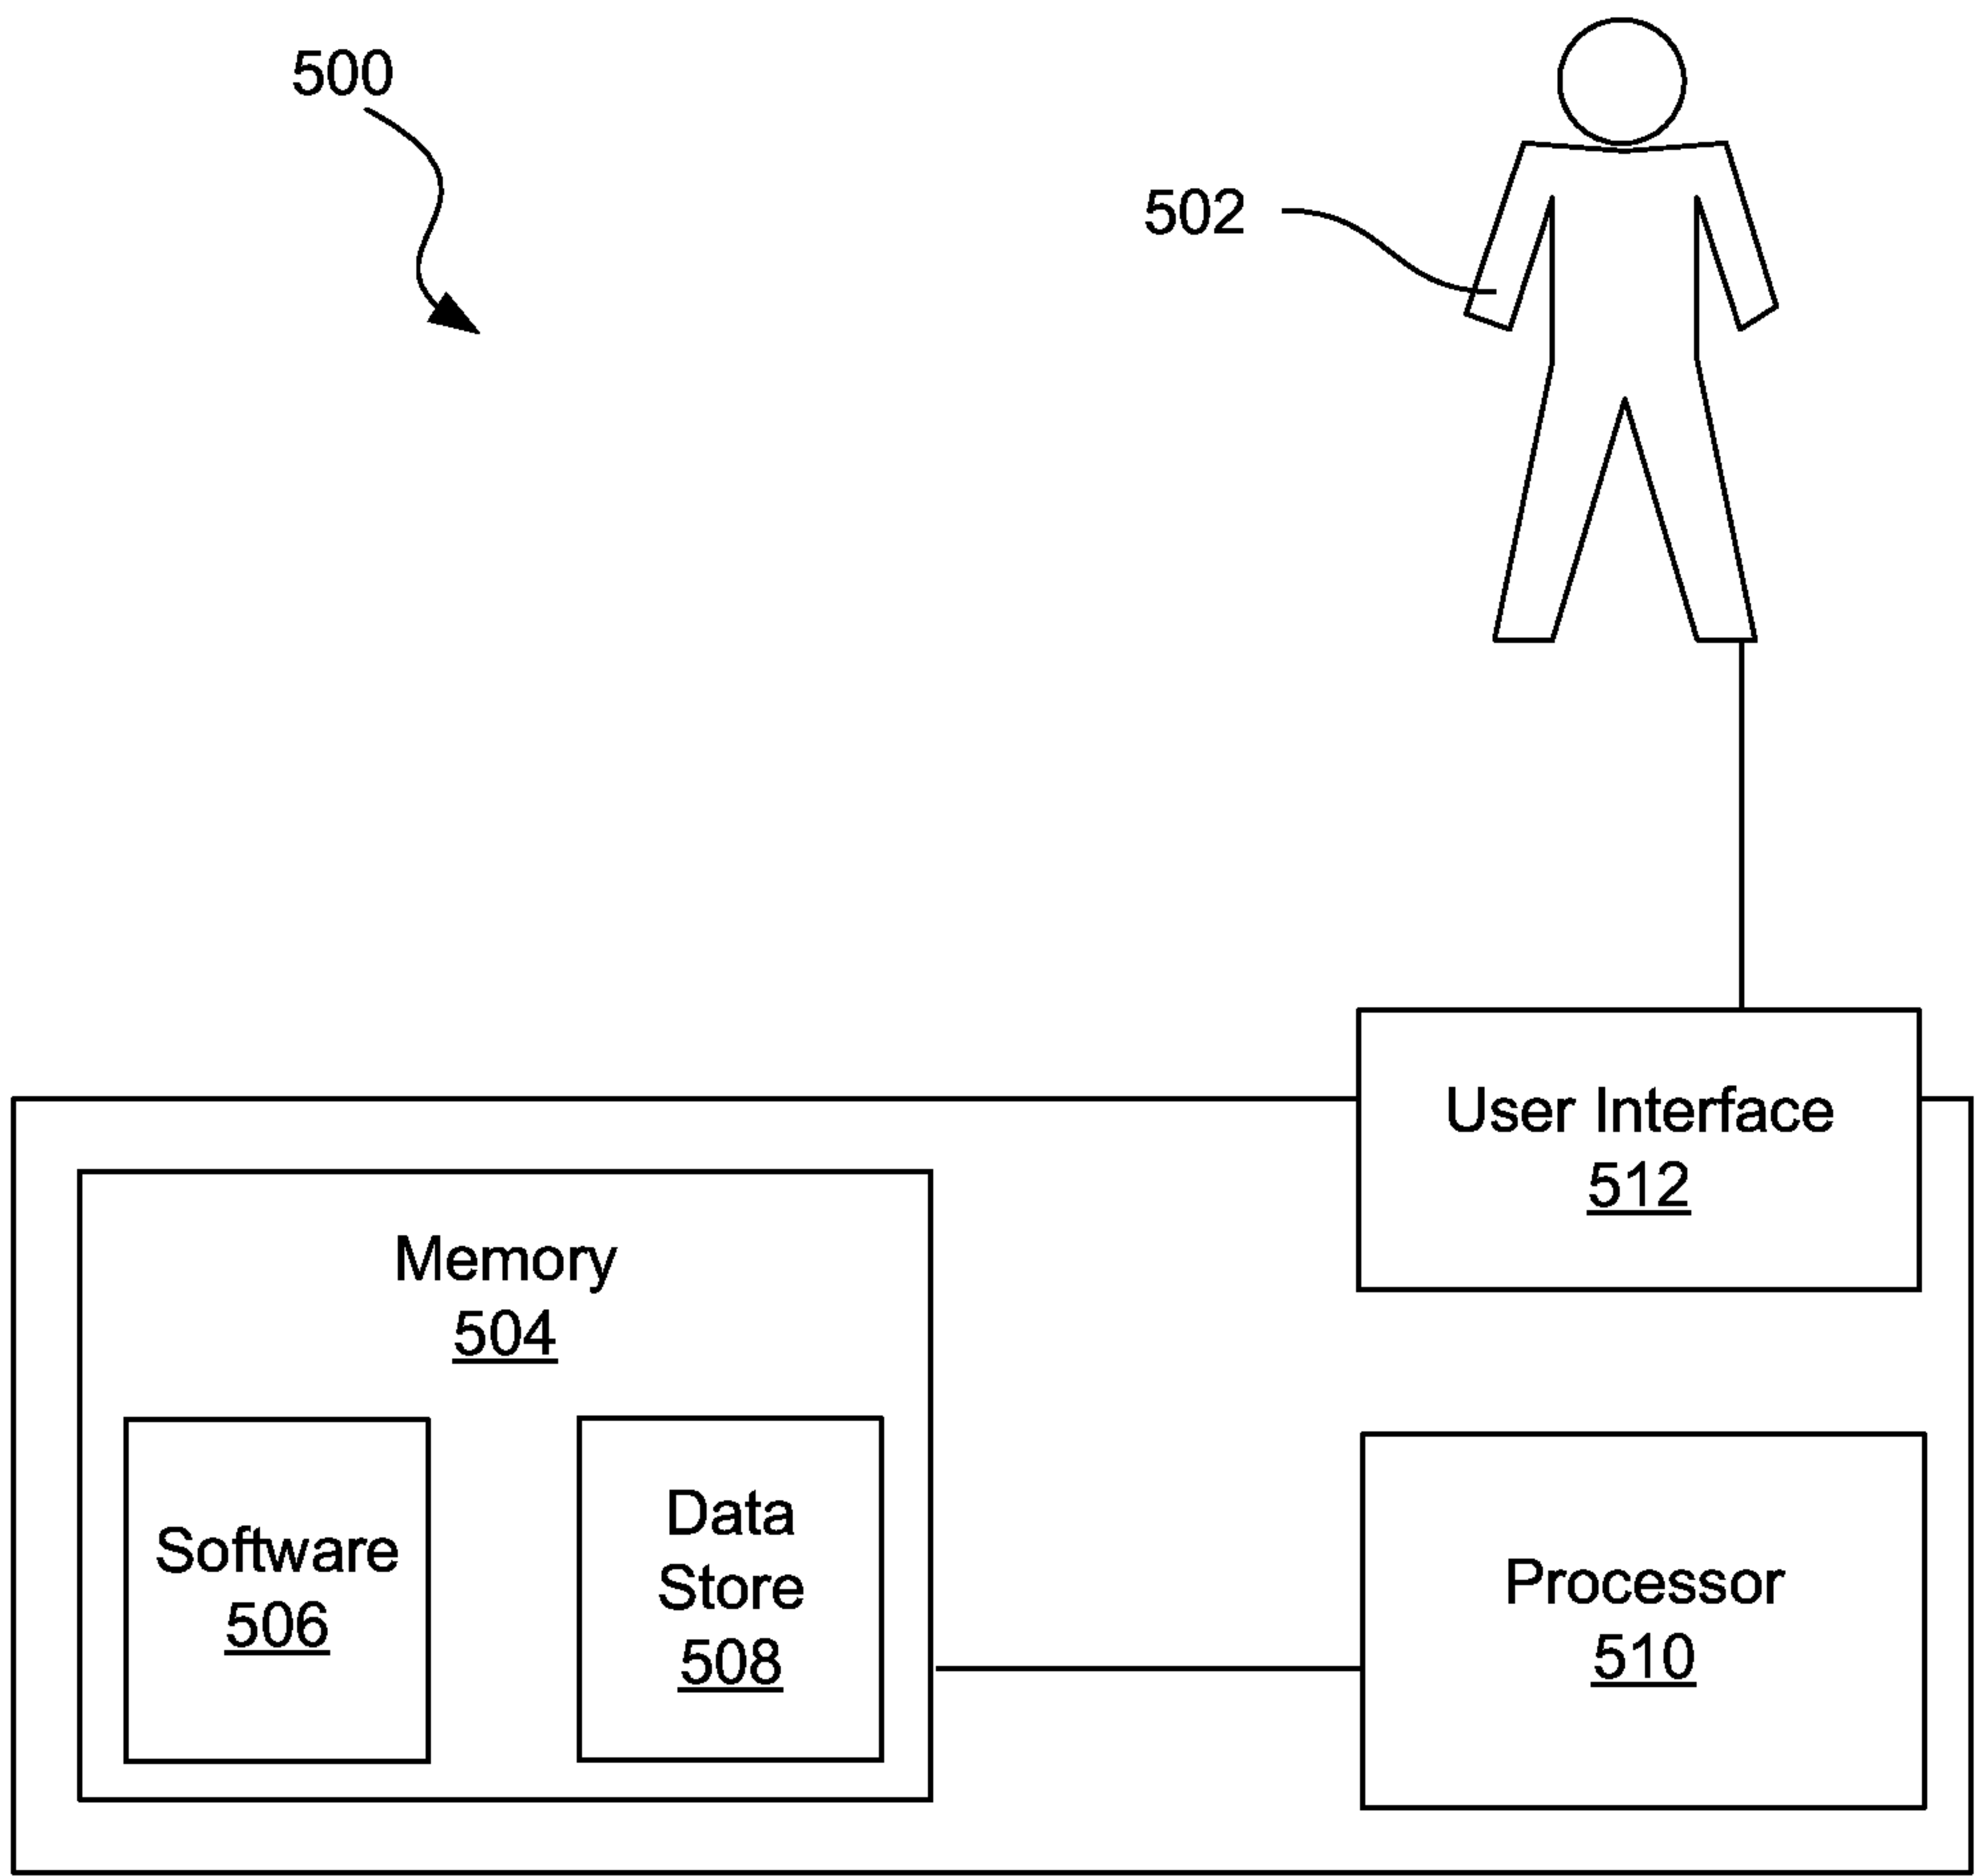 500
502
User Interface
512
Memory
504
Software
506
Data
Store
508
Processor
510